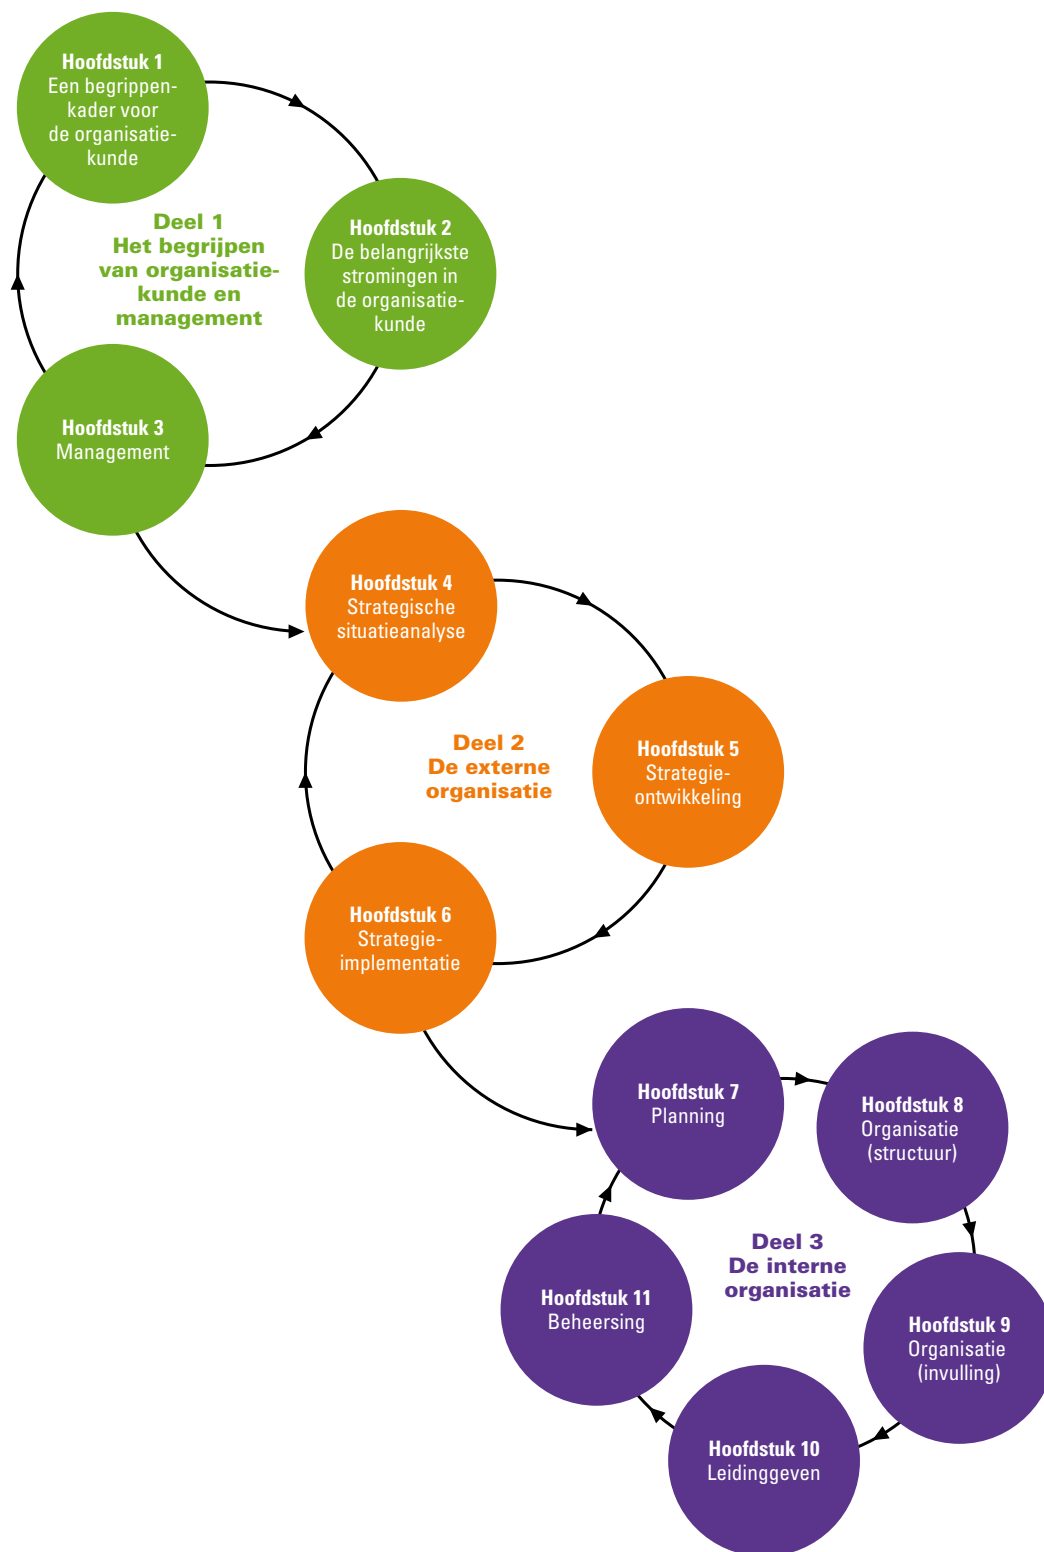 Hoofdstuk 1
Een begrippen-
kader voor
de organisatie-
kunde
Deel 1
Het begrijpen
van organisatie-
kunde en
management
Hoofdstuk 2
De belangrijkste
stromingen in
de organisatie-
kunde
Hoofdstuk 3
Management
Hoofdstuk 4
Strategische
situatieanalyse
Deel 2
De externe
organisatie
Hoofdstuk 5
Strategie-
ontwikkeling
Hoofdstuk 6
Strategie-
implementatie
Hoofdstuk 7
Planning
Hoofdstuk 8
Organisatie
(structuur)
Deel 3
De interne
organisatie
Hoofdstuk 9
Organisatie
(invulling)
Hoofdstuk 10
Leidinggeven
Hoofdstuk 11
Beheersing